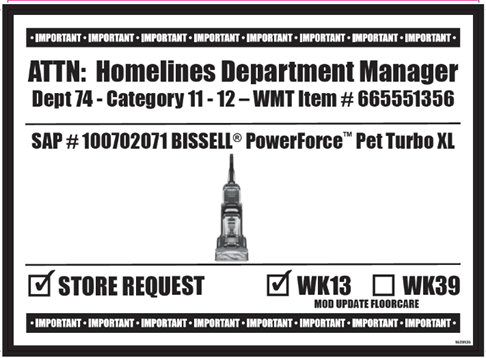 • IMPORTANT • IMPORTANT • IMPORTANT • IMPORTANT • IMPORTANT • IMPORTANT • IMPORTANT • IMPORTANT •
ATTN: Homelines Department Manager
Dept 74 - Category 11 - 12 – WMT Item # 665551356
SAP # 100702071 BISSELL® PowerForce™ Pet Turbo XL
☑ STORE REQUEST ☑ WK13 ☐ WK39
MOD UPDATE FLOORCARE
• IMPORTANT • IMPORTANT • IMPORTANT • IMPORTANT • IMPORTANT • IMPORTANT • IMPORTANT • IMPORTANT •